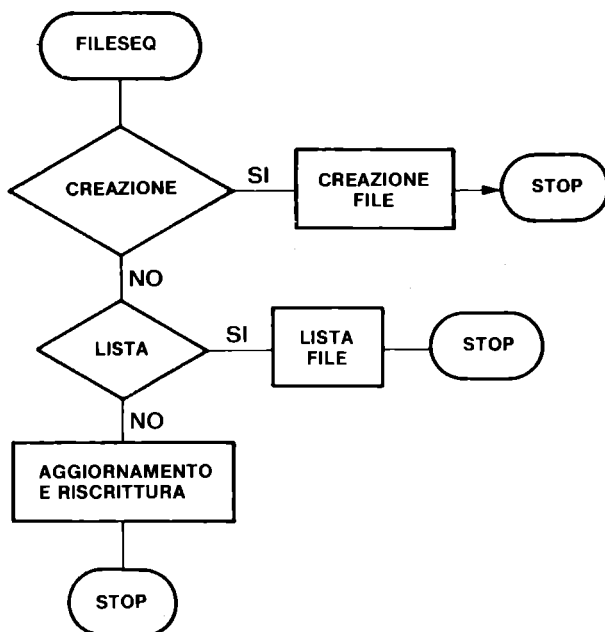 FILESEQ
CREAZIONE
SI
CREAZIONE
FILE
STOP
NO
LISTA
SI
LISTA
FILE
STOP
NO
AGGIORNAMENTO
E RISCRITTURA
STOP